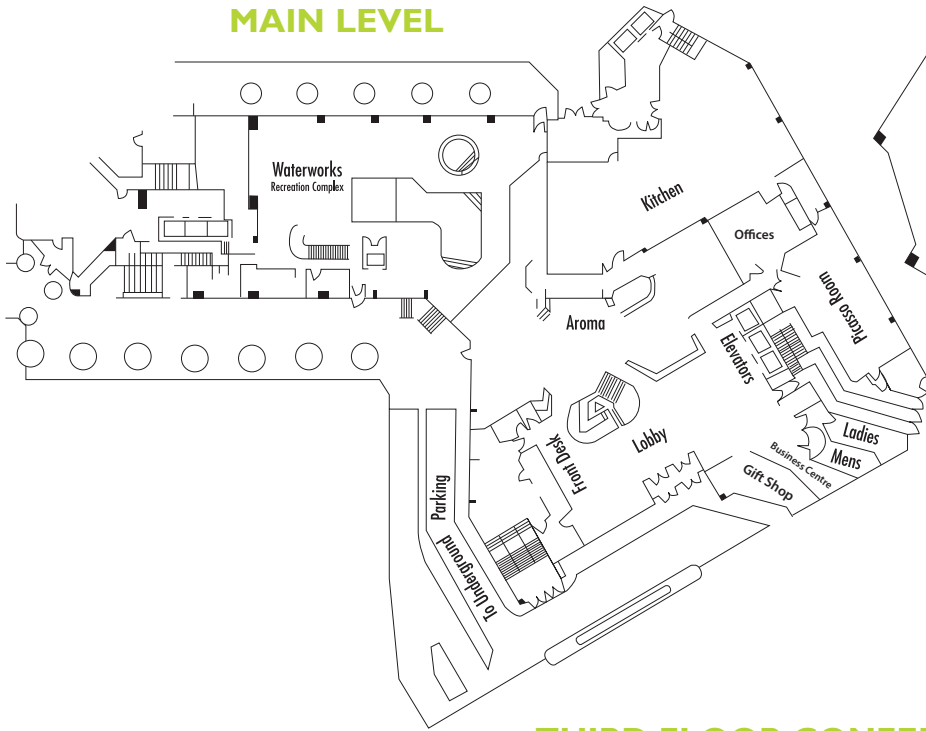 MAIN LEVEL
Waterworks
Recreation Complex
Kitchen
Offices
Picasso Room
Aroma
Elevators
Ladies
Mens
Business Centre
Gift Shop
Lobby
Front Desk
Parking
To Underground